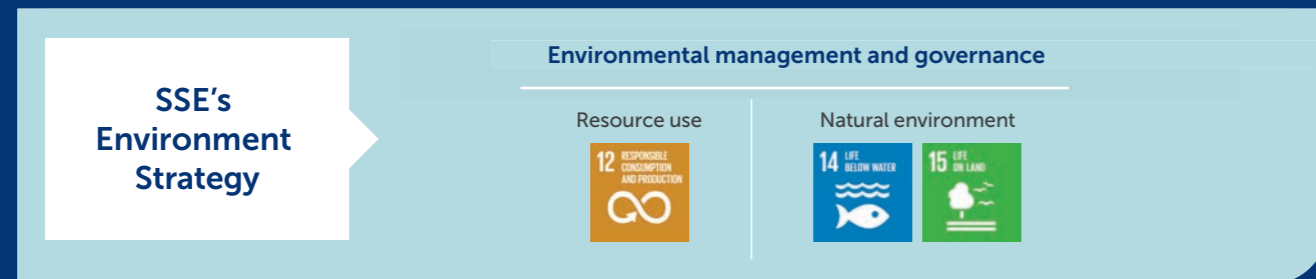 SSE's
Environment
Strategy
Environmental management and governance
Resource use
12 RESPONSIBLE
CONSUMPTION
AND PRODUCTION
Natural environment
14 LIFE
BELOW WATER
15 LIFE
ON LAND